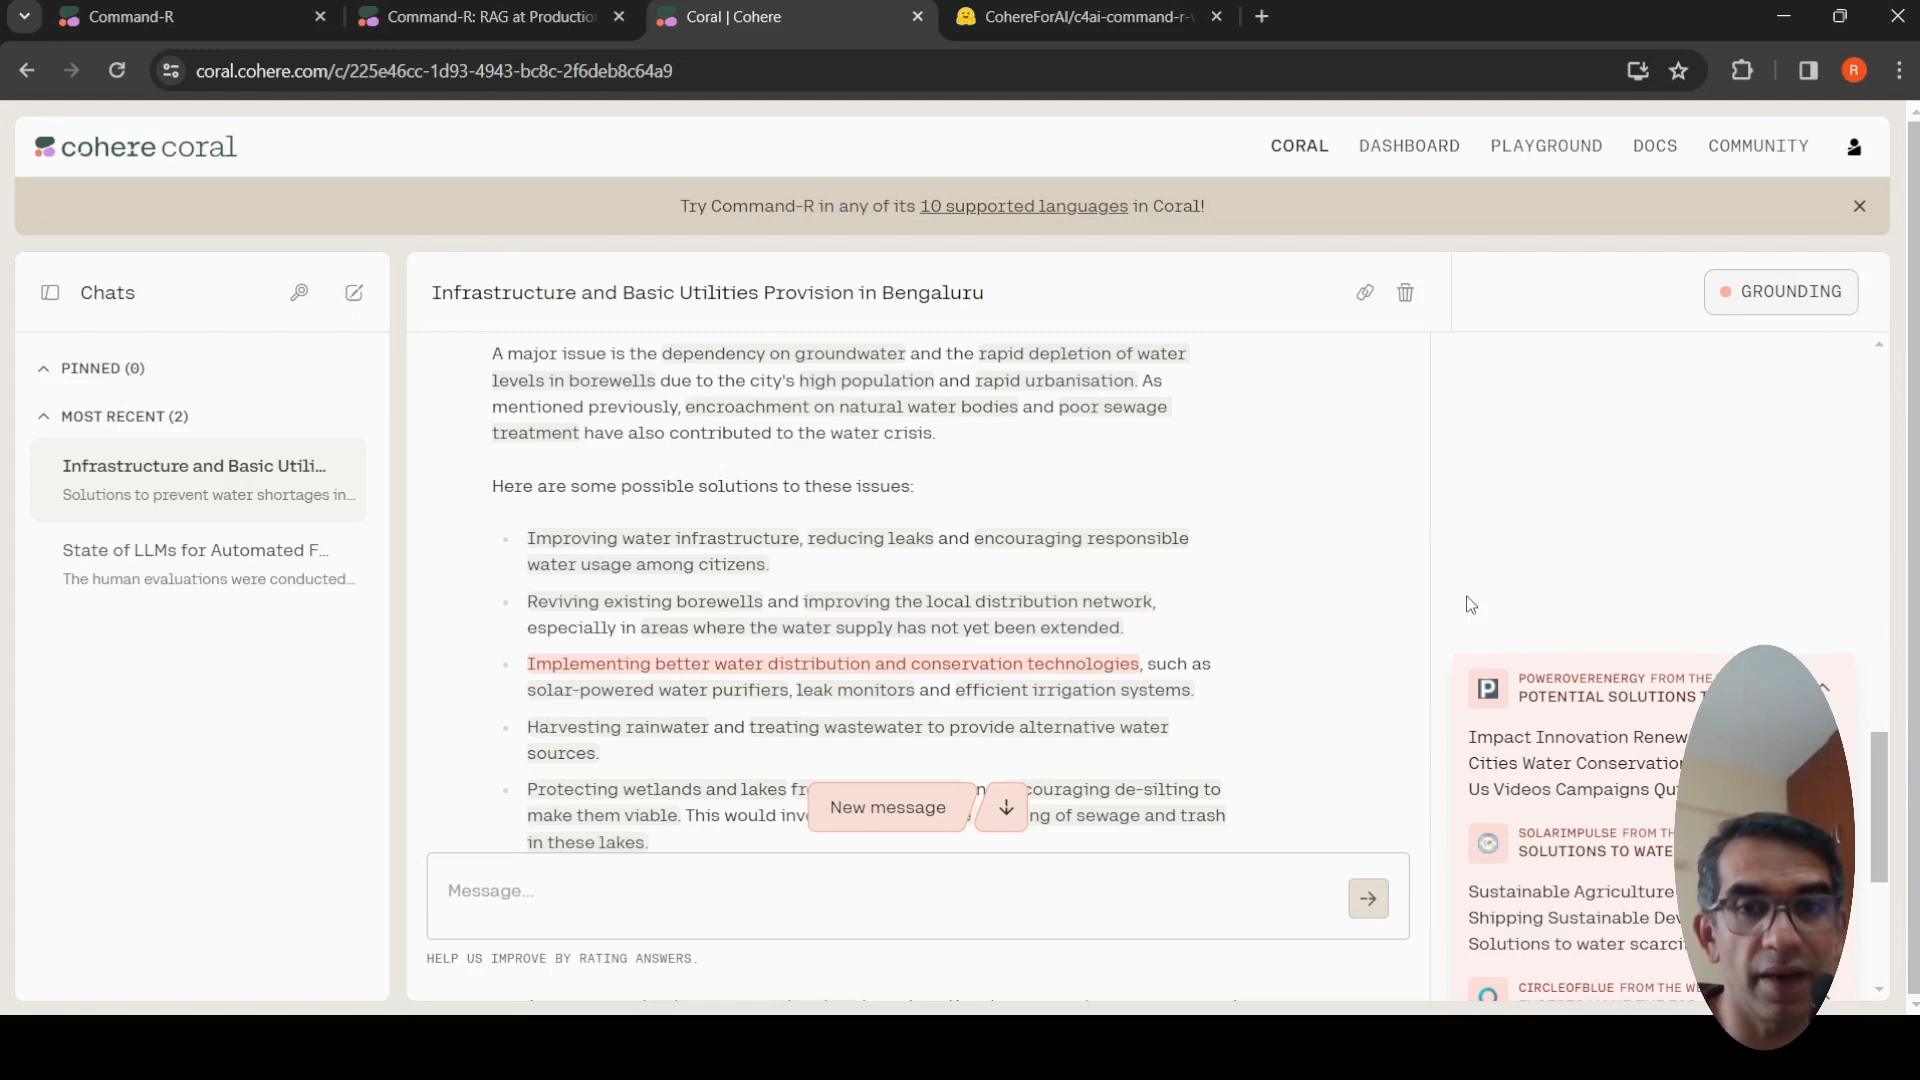 Command-R
Command-R: RAG at Productio
Coral | Cohere
CohereForAI/c4ai-command-r-
coral.cohere.com/c/225e46cc-1d93-4943-bc8c-2f6deb8c64a9
R
cohere coral
CORAL
DASHBOARD
PLAYGROUND
DOCS
COMMUNITY
Try Command-R in any of its 10 supported languages in Coral!
Chats
PINNED (0)
MOST RECENT (2)
Infrastructure and Basic Utili...
Solutions to prevent water shortages in...
State of LLMs for Automated F...
The human evaluations were conducted...
Infrastructure and Basic Utilities Provision in Bengaluru
GROUNDING
A major issue is the dependency on groundwater and the rapid depletion of water
levels in borewells due to the city's high population and rapid urbanisation. As
mentioned previously, encroachment on natural water bodies and poor sewage
treatment have also contributed to the water crisis.
Here are some possible solutions to these issues:
Improving water infrastructure, reducing leaks and encouraging responsible
water usage among citizens.
Reviving existing borewells and improving the local distribution network,
especially in areas where the water supply has not yet been extended.
Implementing better water distribution and conservation technologies, such as
solar-powered water purifiers, leak monitors and efficient irrigation systems.
Harvesting rainwater and treating wastewater to provide alternative water
sources.
Protecting wetlands and lakes fr couraging de-silting to
make them viable. This would inv ng of sewage and trash
in these lakes.
New message
Message...
HELP US IMPROVE BY RATING ANSWERS.
P
POWEROVERENERGY FROM THE
POTENTIAL SOLUTIONS T
Impact Innovation Renew
Cities Water Conservation
Us Videos Campaigns Qu
SOLARIMPULSE FROM TH
SOLUTIONS TO WATE
Sustainable Agriculture
Shipping Sustainable Dev
Solutions to water scarci
CIRCLEOFBLUE FROM THE WE